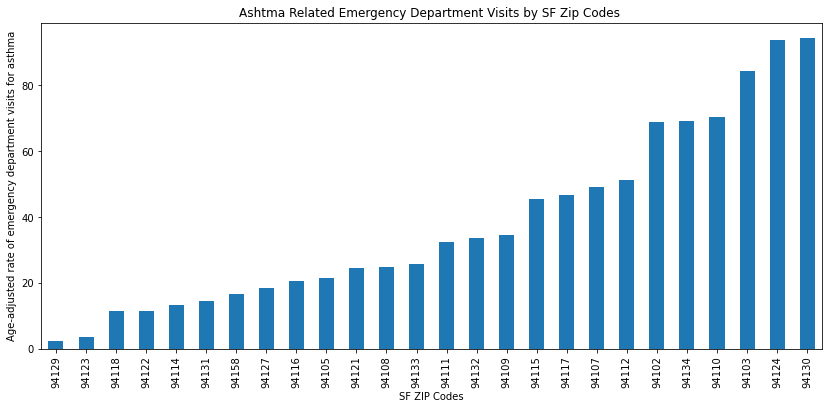 Ashtma Related Emergency Department Visits by SF Zip Codes
Age-adjusted rate of emergency department visits for asthma
80
60
40
20
0
94129 94123 94118 94122 94114 94131 94158 94127 94116 94105 94121 94108 94133 94111 94132 94109 94115 94117 94107 94112 94102 94134 94110 94103 94124 94130
SF ZIP Codes